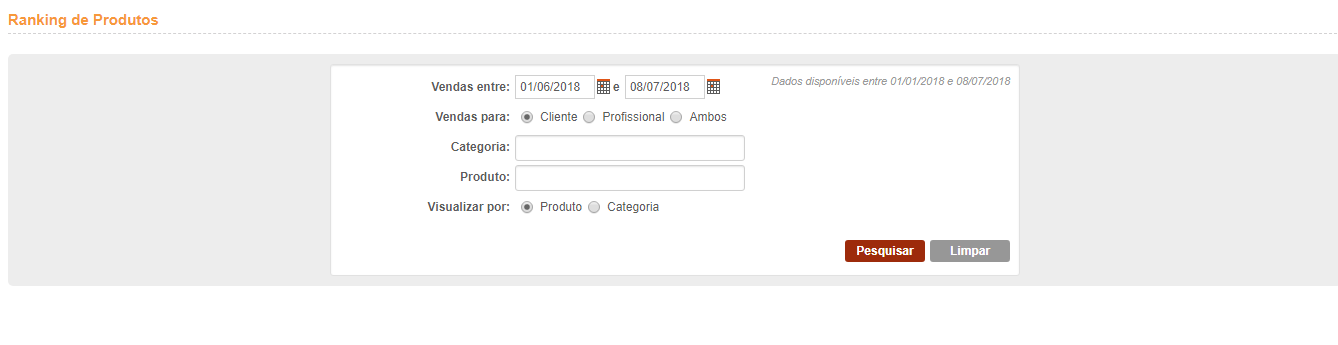 Ranking de Produtos
Vendas entre: 01/06/2018 e 08/07/2018 Dados disponíveis entre 01/01/2018 e 08/07/2018
Vendas para: Cliente Profissional Ambos
Categoria:
Produto:
Visualizar por: Produto Categoria
Pesquisar Limpar